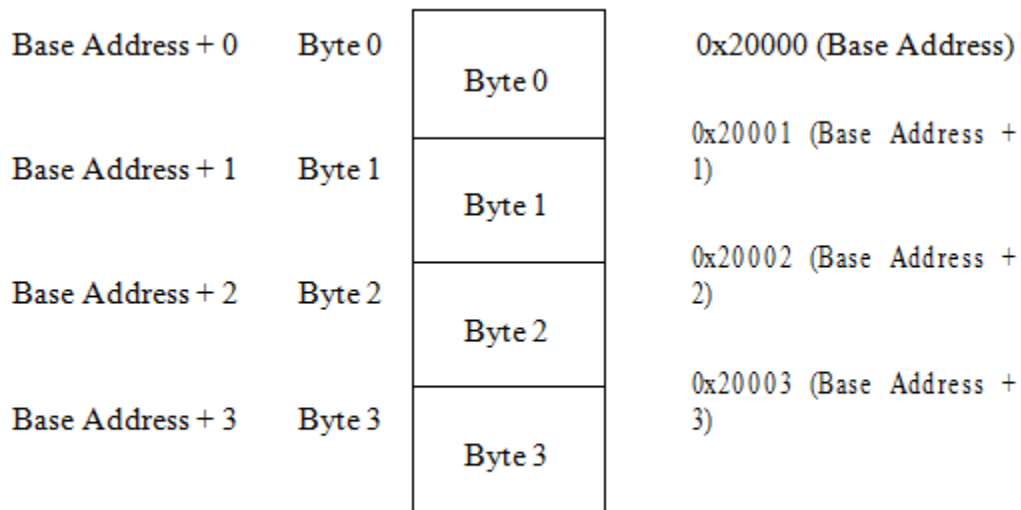 Base Address + 0 Byte 0 0x20000 (Base Address)
Byte 0
0x20001 (Base Address +
Base Address + 1 Byte 1 1)
Byte 1
0x20002 (Base Address +
Base Address + 2 Byte 2 2)
Byte 2
0x20003 (Base Address +
Base Address + 3 Byte 3 3)
Byte 3